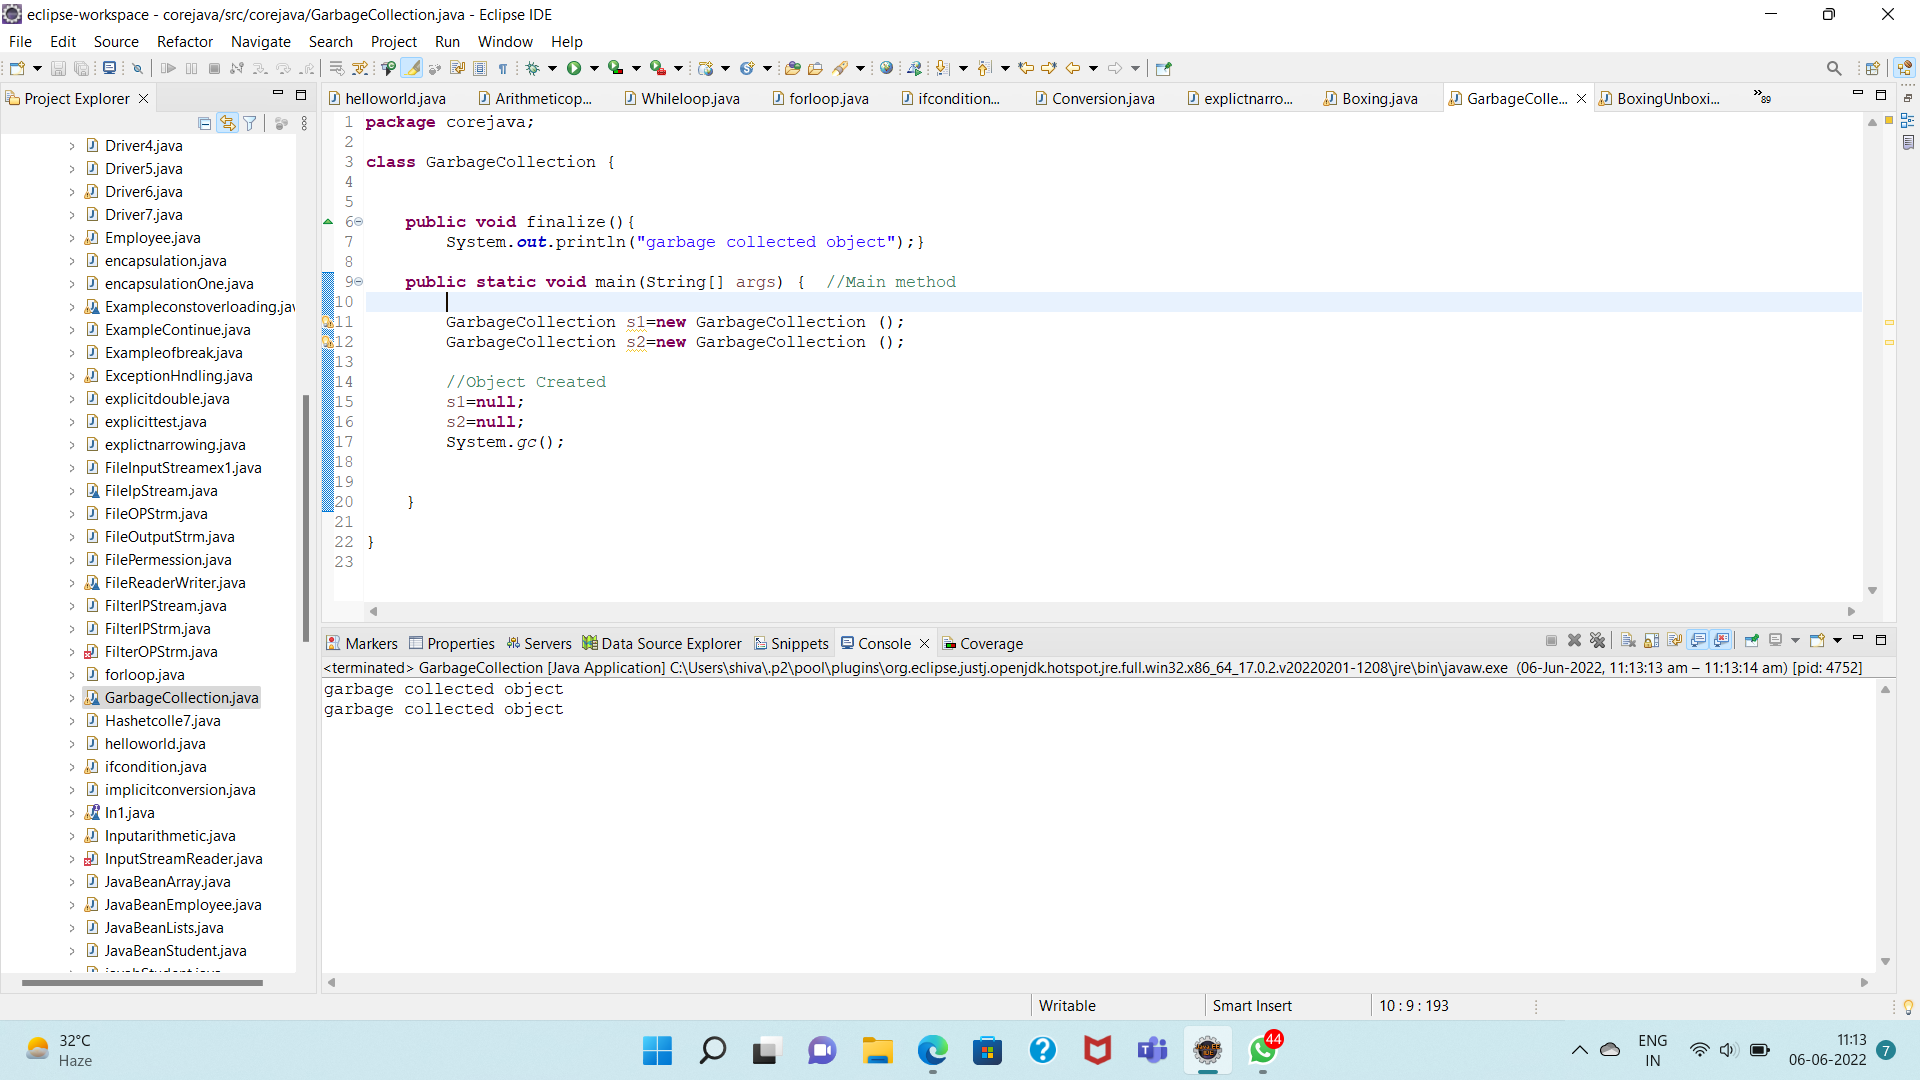 eclipse-workspace - corejava/src/corejava/GarbageCollection.java - Eclipse IDE
File Edit Source Refactor Navigate Search Project Run Window Help
Project Explorer
helloworld.java Arithmeticop... Whileloop.java forloop.java ifcondition... Conversion.java explictnarro... Boxing.java GarbageColle... BoxingUnboxi... »89
Driver4.java
Driver5.java
Driver6.java
Driver7.java
Employee.java
encapsulation.java
encapsulationOne.java
Exampleconstoverloading.jav
ExampleContinue.java
Exampleofbreak.java
ExceptionHndling.java
explicitdouble.java
explicittest.java
explictnarrowing.java
FileInputStreamex1.java
FileIpStream.java
FileOPStrm.java
FileOutputStrm.java
FilePermession.java
FileReaderWriter.java
FilterIPStream.java
FilterIPStrm.java
FilterOPStrm.java
forloop.java
GarbageCollection.java
Hashetcolle7.java
helloworld.java
ifcondition.java
implicitconversion.java
In1.java
Inputarithmetic.java
InputStreamReader.java
JavaBeanArray.java
JavaBeanEmployee.java
JavaBeanLists.java
JavaBeanStudent.java
1 package corejava;
2
3 class GarbageCollection {
4
5
6 public void finalize(){
7 System.out.println("garbage collected object");}
8
9 public static void main(String[] args) { //Main method
10
11 GarbageCollection s1=new GarbageCollection ();
12 GarbageCollection s2=new GarbageCollection ();
13
14 //Object Created
15 s1=null;
16 s2=null;
17 System.gc();
18
19
20 }
21
22 }
23
Markers Properties Servers Data Source Explorer Snippets Console Coverage
<terminated> GarbageCollection [Java Application] C:\Users\shiva\.p2\pool\plugins\org.eclipse.justj.openjdk.hotspot.jre.full.win32.x86_64_17.0.2.v20220201-1208\jre\bin\javaw.exe (06-Jun-2022, 11:13:13 am – 11:13:14 am) [pid: 4752]
garbage collected object
garbage collected object
Writable Smart Insert 10 : 9 : 193
32°C
Haze
44
ENG
IN
11:13
06-06-2022
7